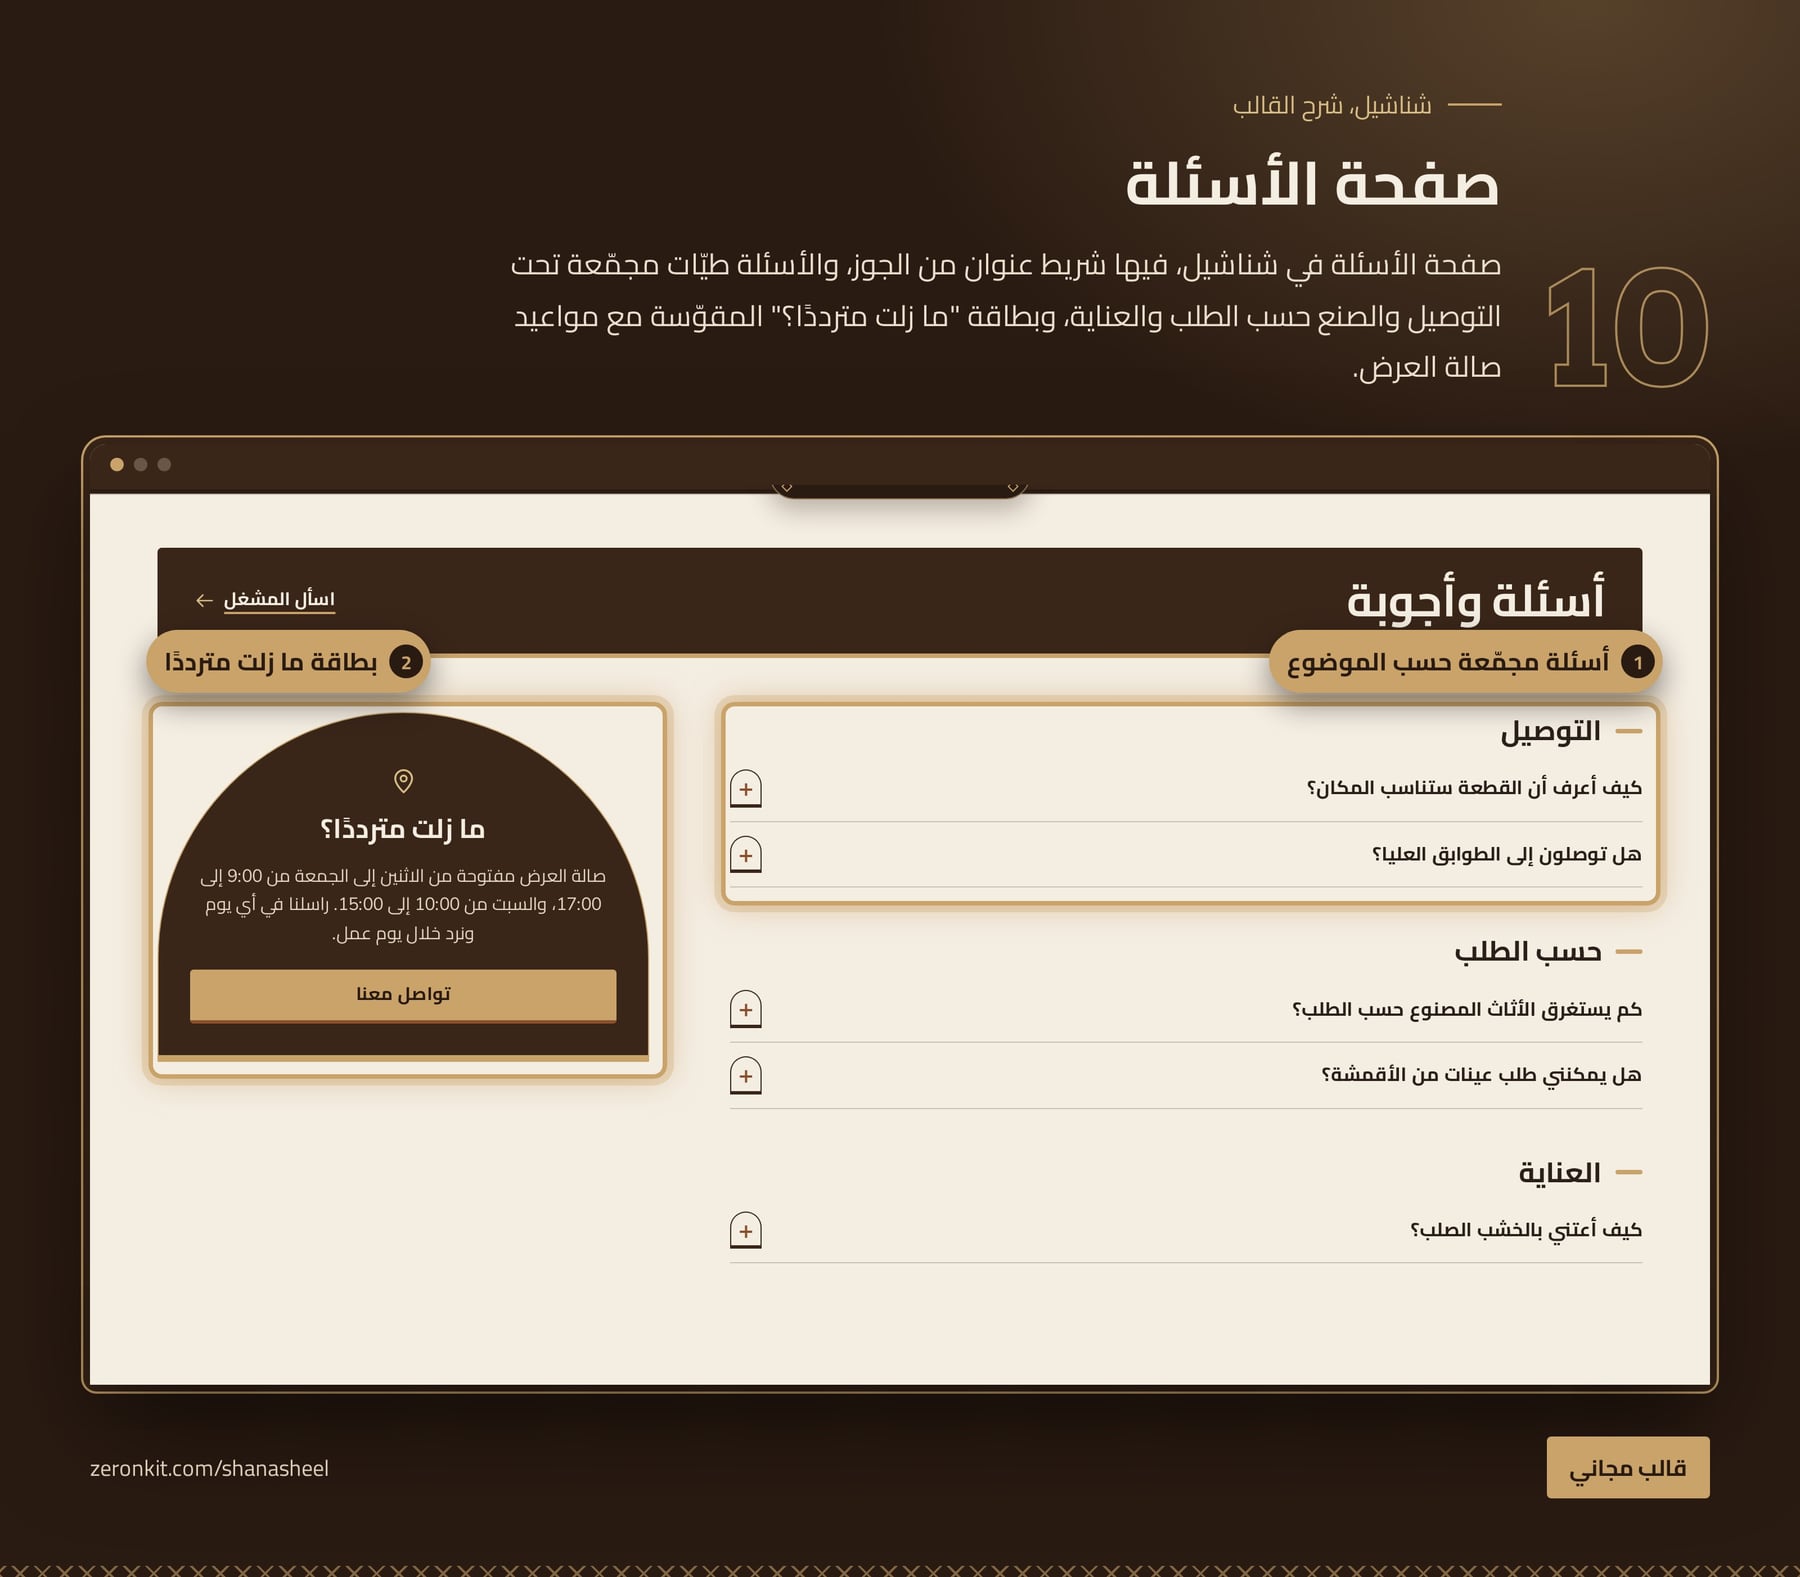 شناشيل، شرح القالب
صفحة الأسئلة
10
صفحة الأسئلة في شناشيل، فيها شريط عنوان من الجوز، والأسئلة طيّات مجمّعة تحت
التوصيل والصنع حسب الطلب والعناية، وبطاقة "ما زلت مترددًا؟" المقوّسة مع مواعيد
صالة العرض.
أسئلة وأجوبة
اسأل المشغل ←
1 أسئلة مجمّعة حسب الموضوع
2 بطاقة ما زلت مترددًا
التوصيل
كيف أعرف أن القطعة ستناسب المكان؟
هل توصلون إلى الطوابق العليا؟
حسب الطلب
كم يستغرق الأثاث المصنوع حسب الطلب؟
هل يمكنني طلب عينات من الأقمشة؟
العناية
كيف أعتني بالخشب الصلب؟
ما زلت مترددًا؟
صالة العرض مفتوحة من الاثنين إلى الجمعة من 9:00 إلى
17:00، والسبت من 10:00 إلى 15:00. راسلنا في أي يوم
ونرد خلال يوم عمل.
تواصل معنا
قالب مجاني
zeronkit.com/shanasheel